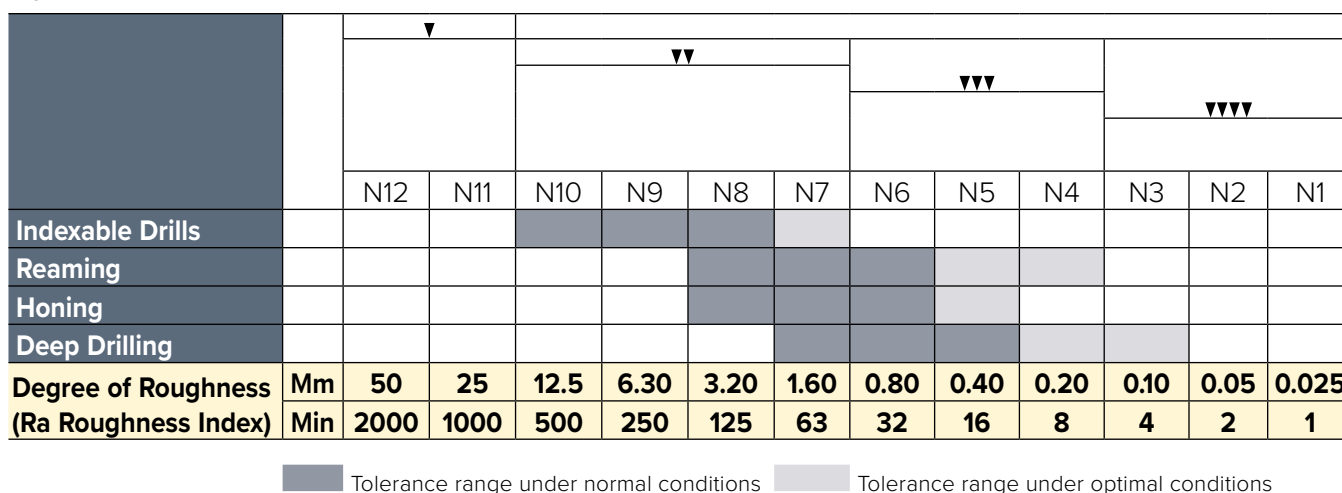 ▼
▼▼
▼▼▼
▼▼▼▼
N12 N11 N10 N9 N8 N7 N6 N5 N4 N3 N2 N1
Indexable Drills
Reaming
Honing
Deep Drilling
Degree of Roughness Mm 50 25 12.5 6.30 3.20 1.60 0.80 0.40 0.20 0.10 0.05 0.025
(Ra Roughness Index) Min 2000 1000 500 250 125 63 32 16 8 4 2 1
Tolerance range under normal conditions Tolerance range under optimal conditions